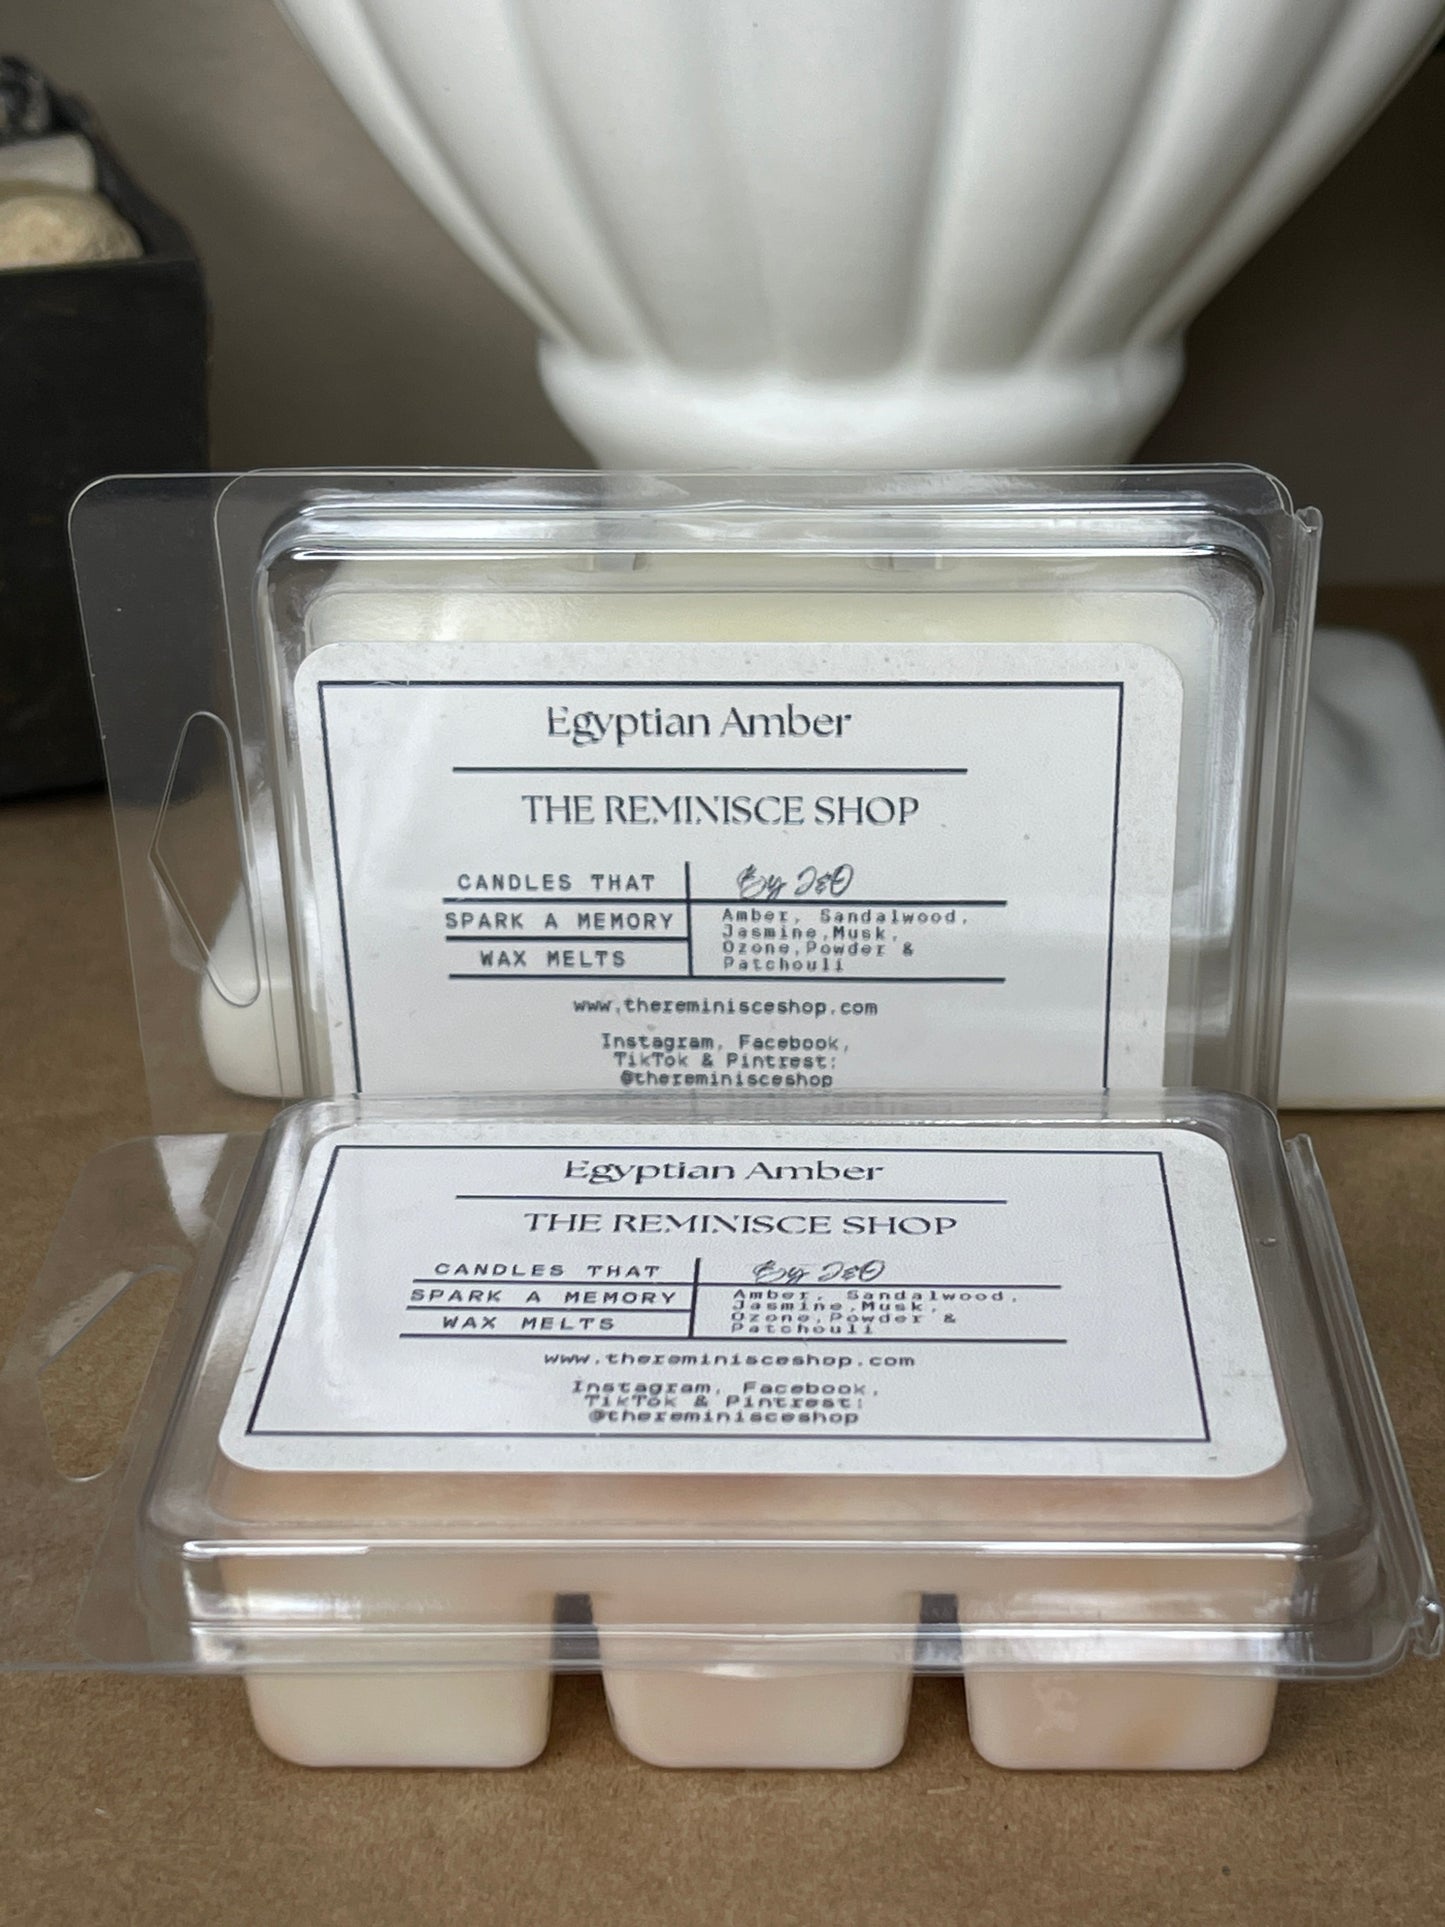 Egyptian Amber
THE REMINISCE SHOP
CANDLES THAT
SPARK A MEMORY
WAX MELTS
By J&O
Amber, Sandalwood,
Jasmine,Musk,
Ozone,Powder &
Patchouli
www.thereminisceshop.com
Instagram, Facebook,
TikTok & Pintrest:
@thereminisceshop
Egyptian Amber
THE REMINISCE SHOP
CANDLES THAT
SPARK A MEMORY
WAX MELTS
By J&O
Amber, Sandalwood,
Jasmine,Musk,
Ozone,Powder &
Patchouli
www.thereminisceshop.com
Instagram, Facebook,
TikTok & Pintrest:
@thereminisceshop